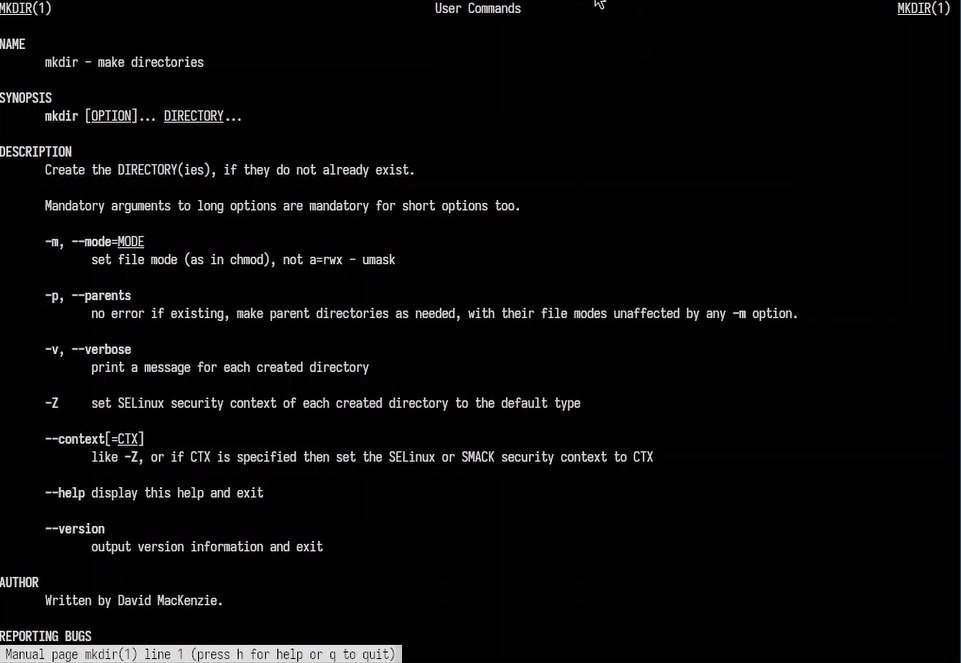 MKDIR(1) User Commands MKDIR(1)
NAME
mkdir - make directories
SYNOPSIS
mkdir [OPTION]... DIRECTORY...
DESCRIPTION
Create the DIRECTORY(ies), if they do not already exist.
Mandatory arguments to long options are mandatory for short options too.
-m, --mode=MODE
set file mode (as in chmod), not a=rwx - umask
-p, --parents
no error if existing, make parent directories as needed, with their file modes unaffected by any -m option.
-v, --verbose
print a message for each created directory
-Z set SELinux security context of each created directory to the default type
--context[=CTX]
like -Z, or if CTX is specified then set the SELinux or SMACK security context to CTX
--help display this help and exit
--version
output version information and exit
AUTHOR
Written by David MacKenzie.
REPORTING BUGS
Manual page mkdir(1) line 1 (press h for help or q to quit)